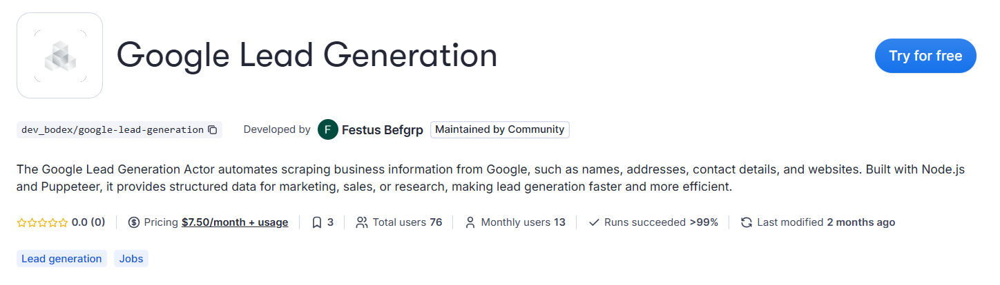 Google Lead Generation
Try for free
dev_bodex/google-lead-generation
Developed by F Festus Befgrp Maintained by Community
The Google Lead Generation Actor automates scraping business information from Google, such as names, addresses, contact details, and websites. Built with Node.js
and Puppeteer, it provides structured data for marketing, sales, or research, making lead generation faster and more efficient.
0.0 (0) Pricing $7.50/month + usage 3 Total users 76 Monthly users 13 Runs succeeded >99% Last modified 2 months ago
Lead generation Jobs